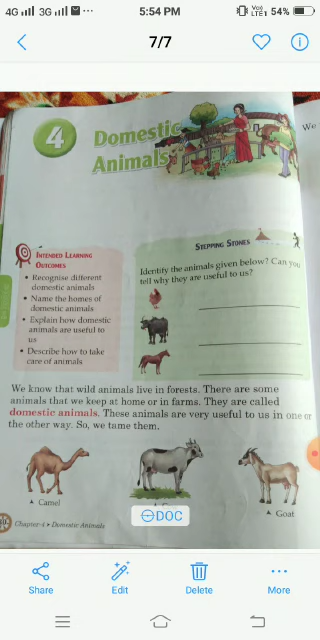 4G 3G ... 5:54 PM Vo) LTE1 54%
7/7
4
Domestic
Animals
We
INTENDED LEARNING
OUTCOMES
• Recognise different
domestic animals
• Name the homes of
domestic animals
• Explain how domestic
animals are useful to
us
• Describe how to take
care of animals
STEPPING STONES
Identify the animals given below? Can you
tell why they are useful to us?
We know that wild animals live in forests. There are some
animals that we keep at home or in farms. They are called
domestic animals. These animals are very useful to us in one or
the other way. So, we tame them.
▲ Camel
▲ Goat
DOC
Chapter-4 ▸ Domestic Animals
Share
Edit
Delete
More